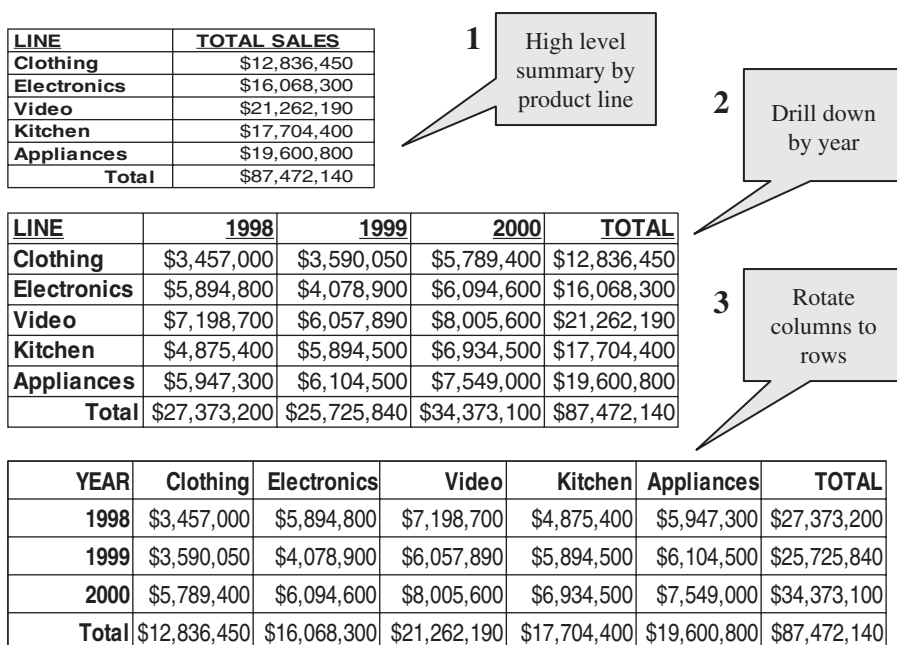 LINE TOTAL SALES
Clothing $12,836,450
Electronics $16,068,300
Video $21,262,190
Kitchen $17,704,400
Appliances $19,600,800
Total $87,472,140
1
High level
summary by
product line
2
Drill down
by year
LINE 1998 1999 2000 TOTAL
Clothing $3,457,000 $3,590,050 $5,789,400 $12,836,450
Electronics $5,894,800 $4,078,900 $6,094,600 $16,068,300
Video $7,198,700 $6,057,890 $8,005,600 $21,262,190
Kitchen $4,875,400 $5,894,500 $6,934,500 $17,704,400
Appliances $5,947,300 $6,104,500 $7,549,000 $19,600,800
Total $27,373,200 $25,725,840 $34,373,100 $87,472,140
3
Rotate
columns to
rows
YEAR Clothing Electronics Video Kitchen Appliances TOTAL
1998 $3,457,000 $5,894,800 $7,198,700 $4,875,400 $5,947,300 $27,373,200
1999 $3,590,050 $4,078,900 $6,057,890 $5,894,500 $6,104,500 $25,725,840
2000 $5,789,400 $6,094,600 $8,005,600 $6,934,500 $7,549,000 $34,373,100
Total $12,836,450 $16,068,300 $21,262,190 $17,704,400 $19,600,800 $87,472,140